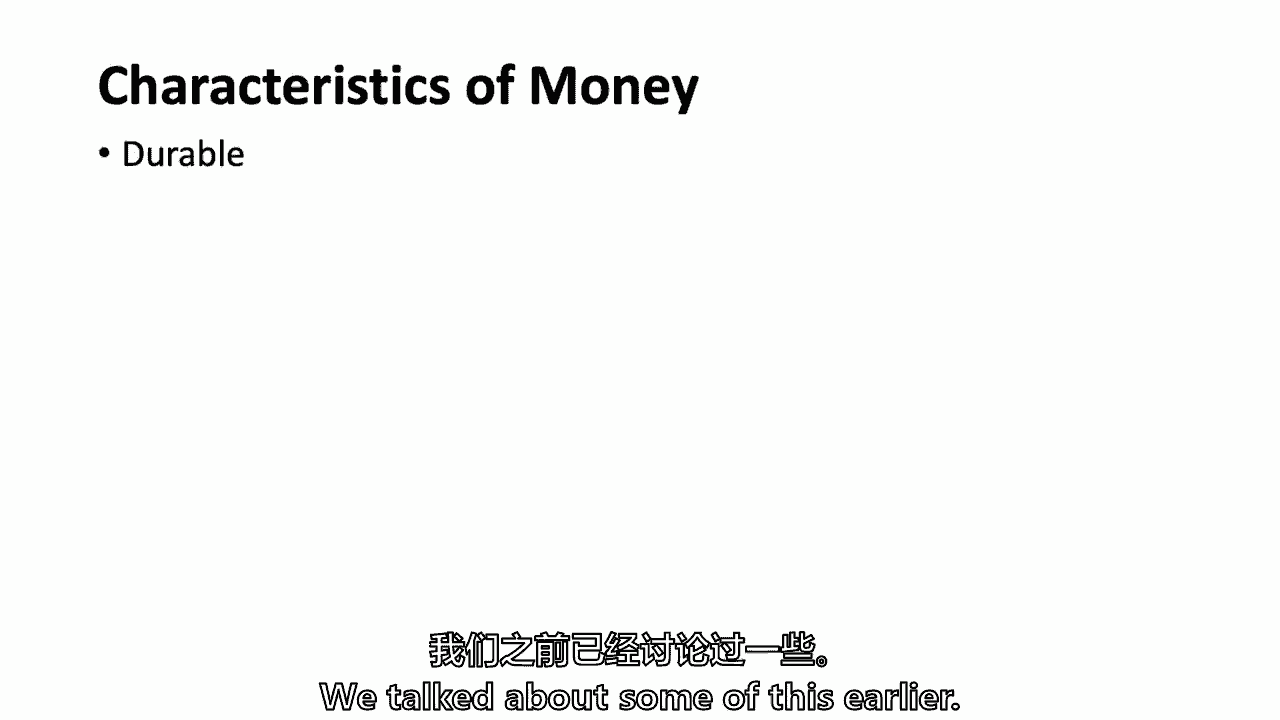 Characteristics of Money
• Durable
我们之前已经讨论过一些。
We talked about some of this earlier.